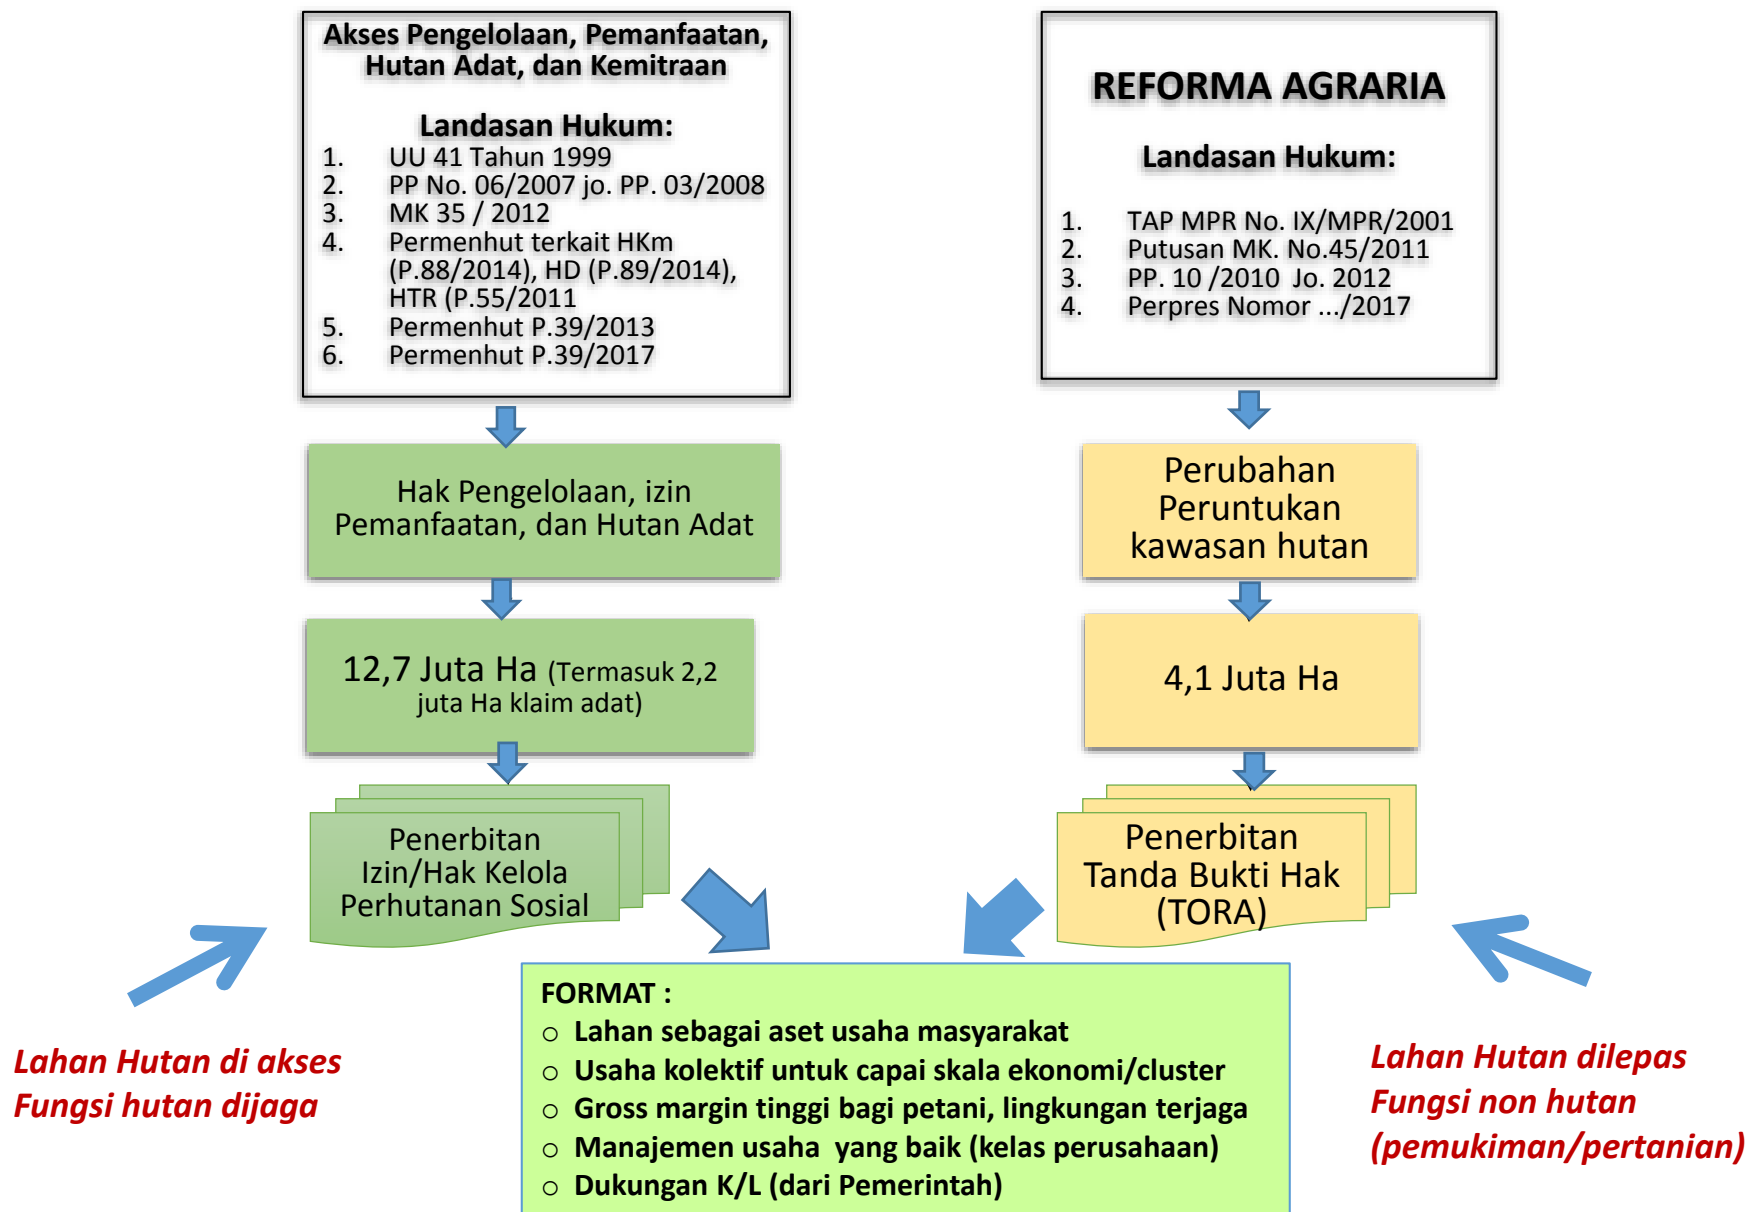 Akses Pengelolaan, Pemanfaatan,
Hutan Adat, dan Kemitraan
Landasan Hukum:
1. UU 41 Tahun 1999
2. PP No. 06/2007 jo. PP. 03/2008
3. MK 35 / 2012
4. Permenhut terkait HKm
(P.88/2014), HD (P.89/2014),
HTR (P.55/2011
5. Permenhut P.39/2013
6. Permenhut P.39/2017
Hak Pengelolaan, izin
Pemanfaatan, dan Hutan Adat
12,7 Juta Ha (Termasuk 2,2
juta Ha klaim adat)
Penerbitan
Izin/Hak Kelola
Perhutanan Sosial
Lahan Hutan di akses
Fungsi hutan dijaga
REFORMA AGRARIA
Landasan Hukum:
1. TAP MPR No. IX/MPR/2001
2. Putusan MK. No.45/2011
3. PP. 10 /2010 Jo. 2012
4. Perpres Nomor .../2017
Perubahan
Peruntukan
kawasan hutan
4,1 Juta Ha
Penerbitan
Tanda Bukti Hak
(TORA)
Lahan Hutan dilepas
Fungsi non hutan
(pemukiman/pertanian)
FORMAT :
o Lahan sebagai aset usaha masyarakat
o Usaha kolektif untuk capai skala ekonomi/cluster
o Gross margin tinggi bagi petani, lingkungan terjaga
o Manajemen usaha yang baik (kelas perusahaan)
o Dukungan K/L (dari Pemerintah)